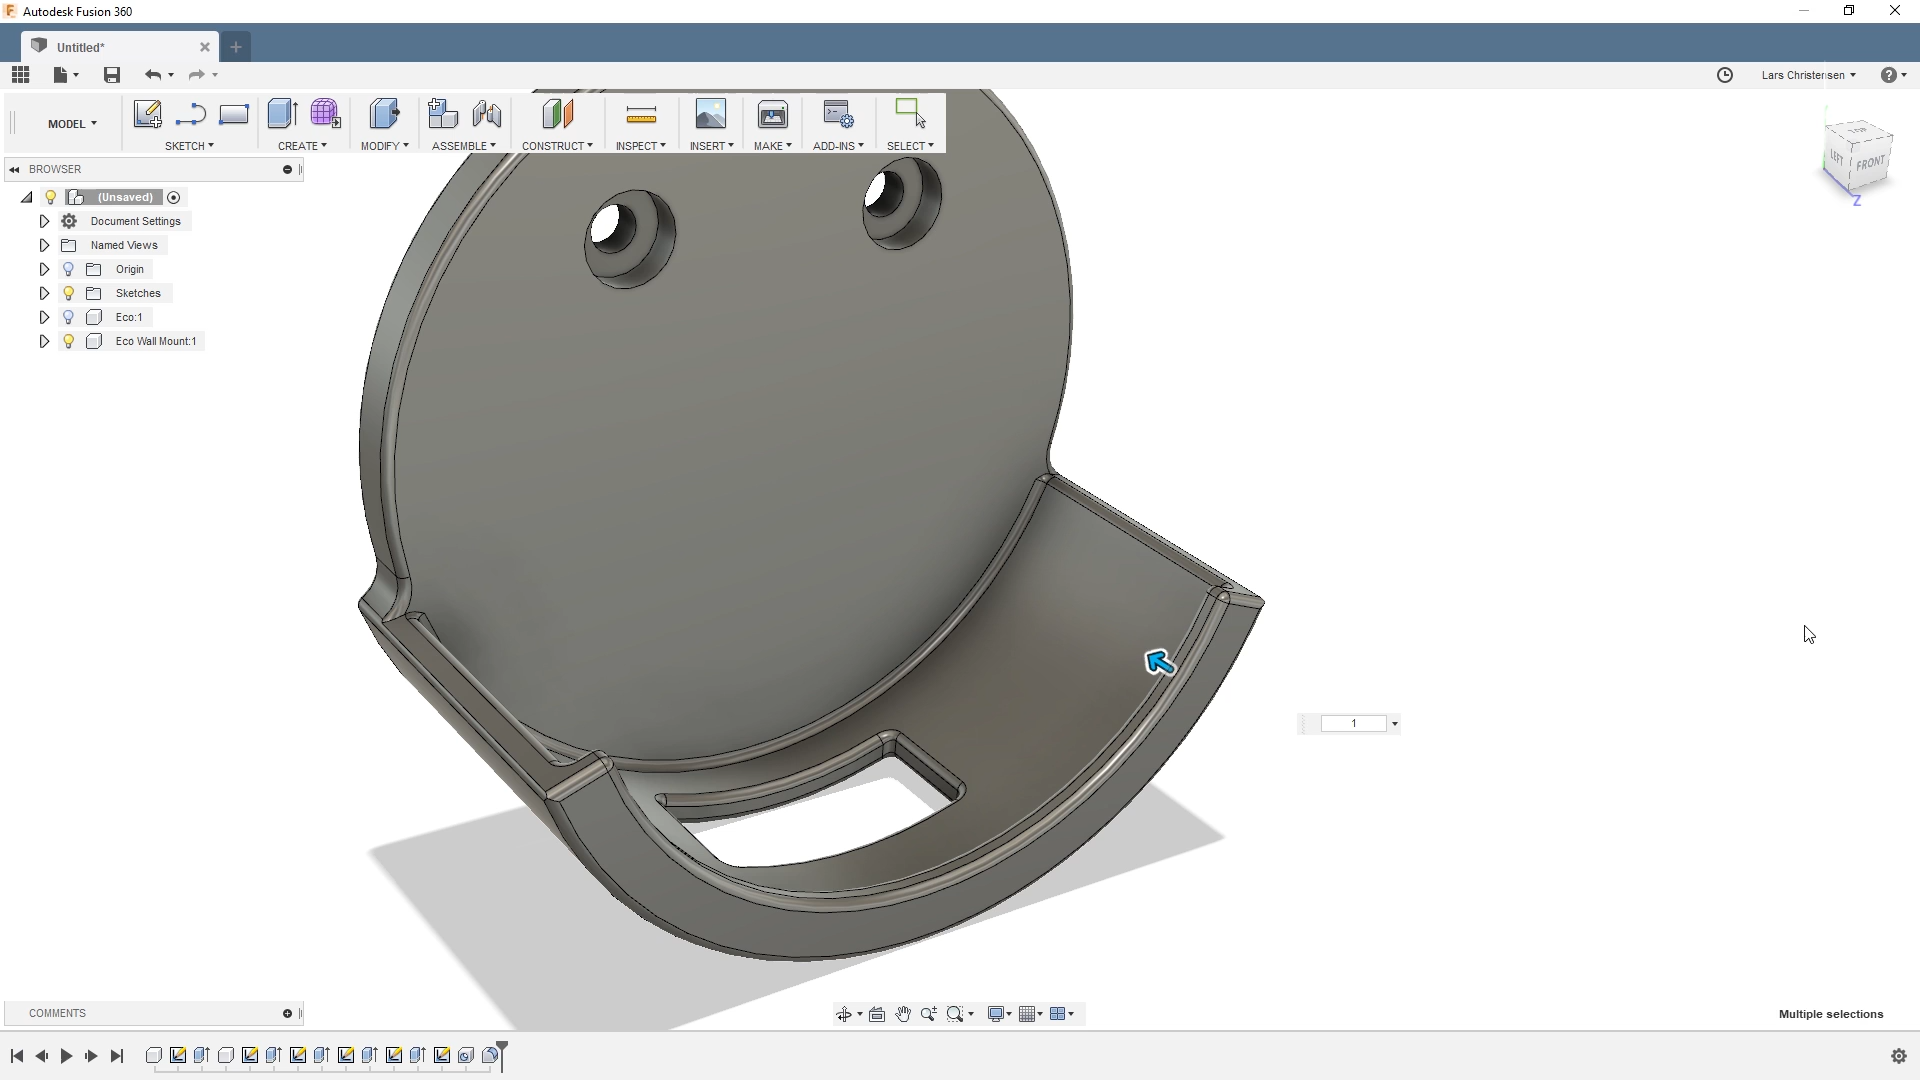 Autodesk Fusion 360
Untitled*
Lars Christensen
MODEL
SKETCH
CREATE
MODIFY
ASSEMBLE
CONSTRUCT
INSPECT
INSERT
MAKE
ADD-INS
SELECT
TOP
LEFT
FRONT
Z
BROWSER
(Unsaved)
Document Settings
Named Views
Origin
Sketches
Eco:1
Eco Wall Mount:1
1
COMMENTS
Multiple selections